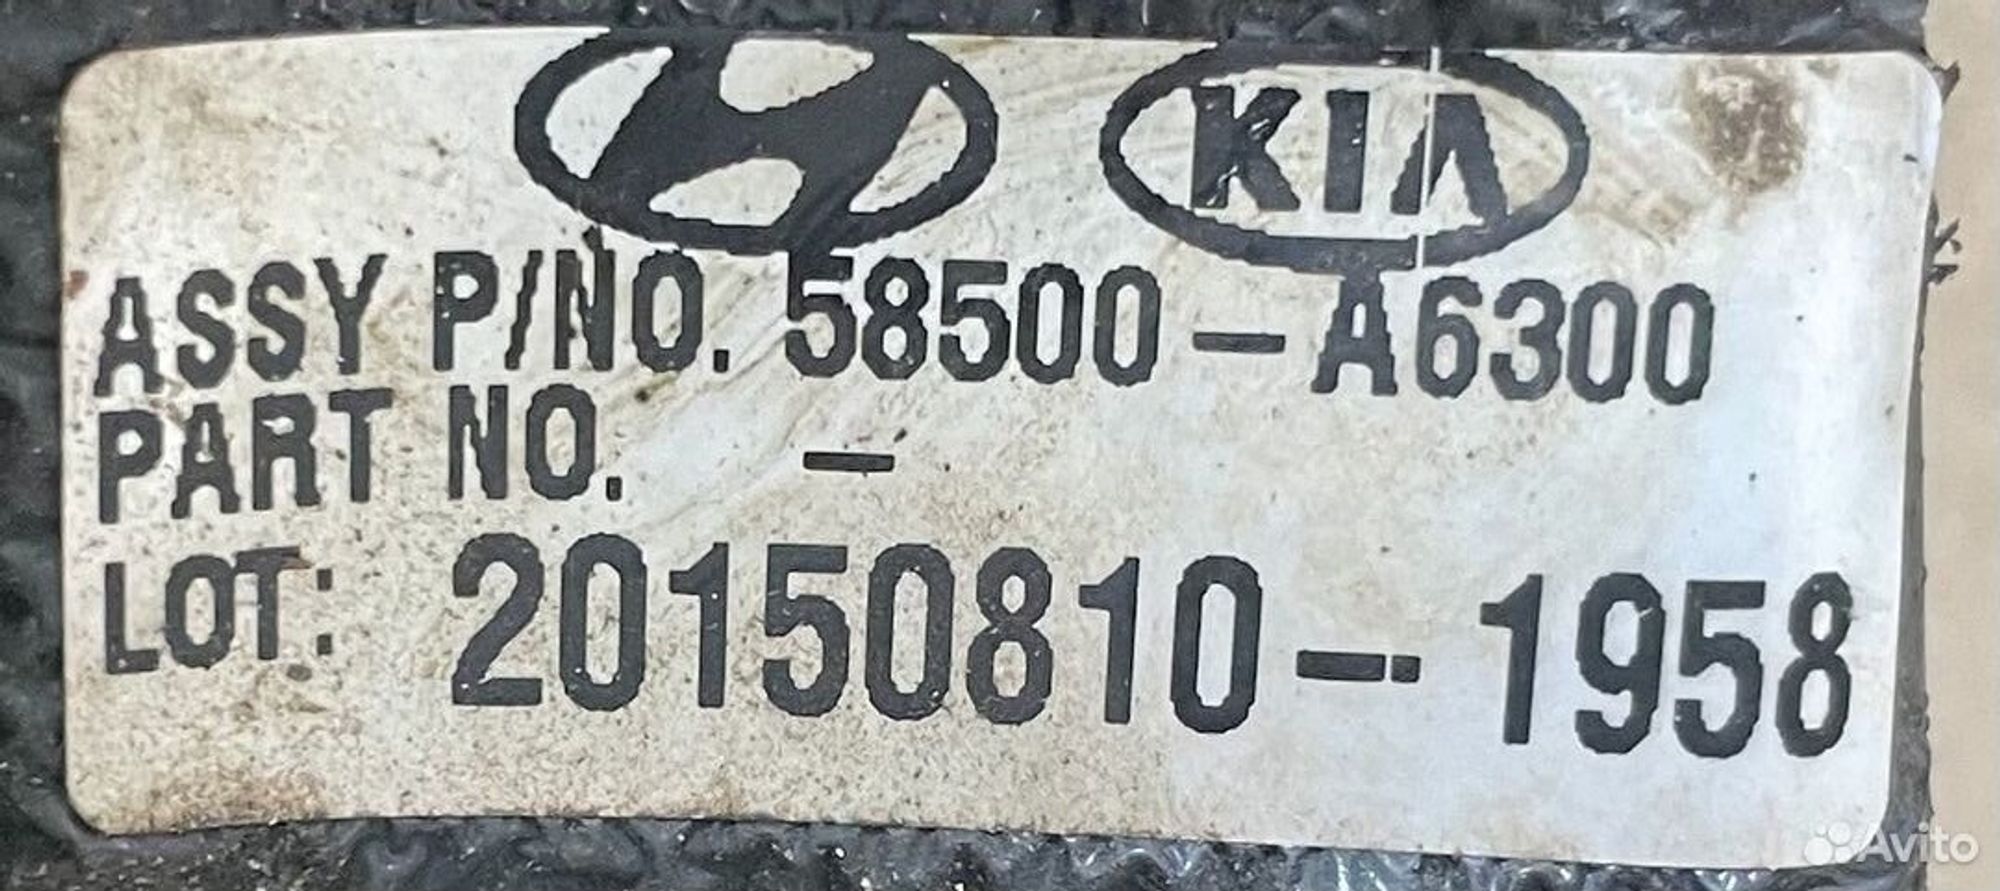 KIA
ASSY P/NO. 58500-A6300
PART NO. -
LOT: 20150810-1958
Avito